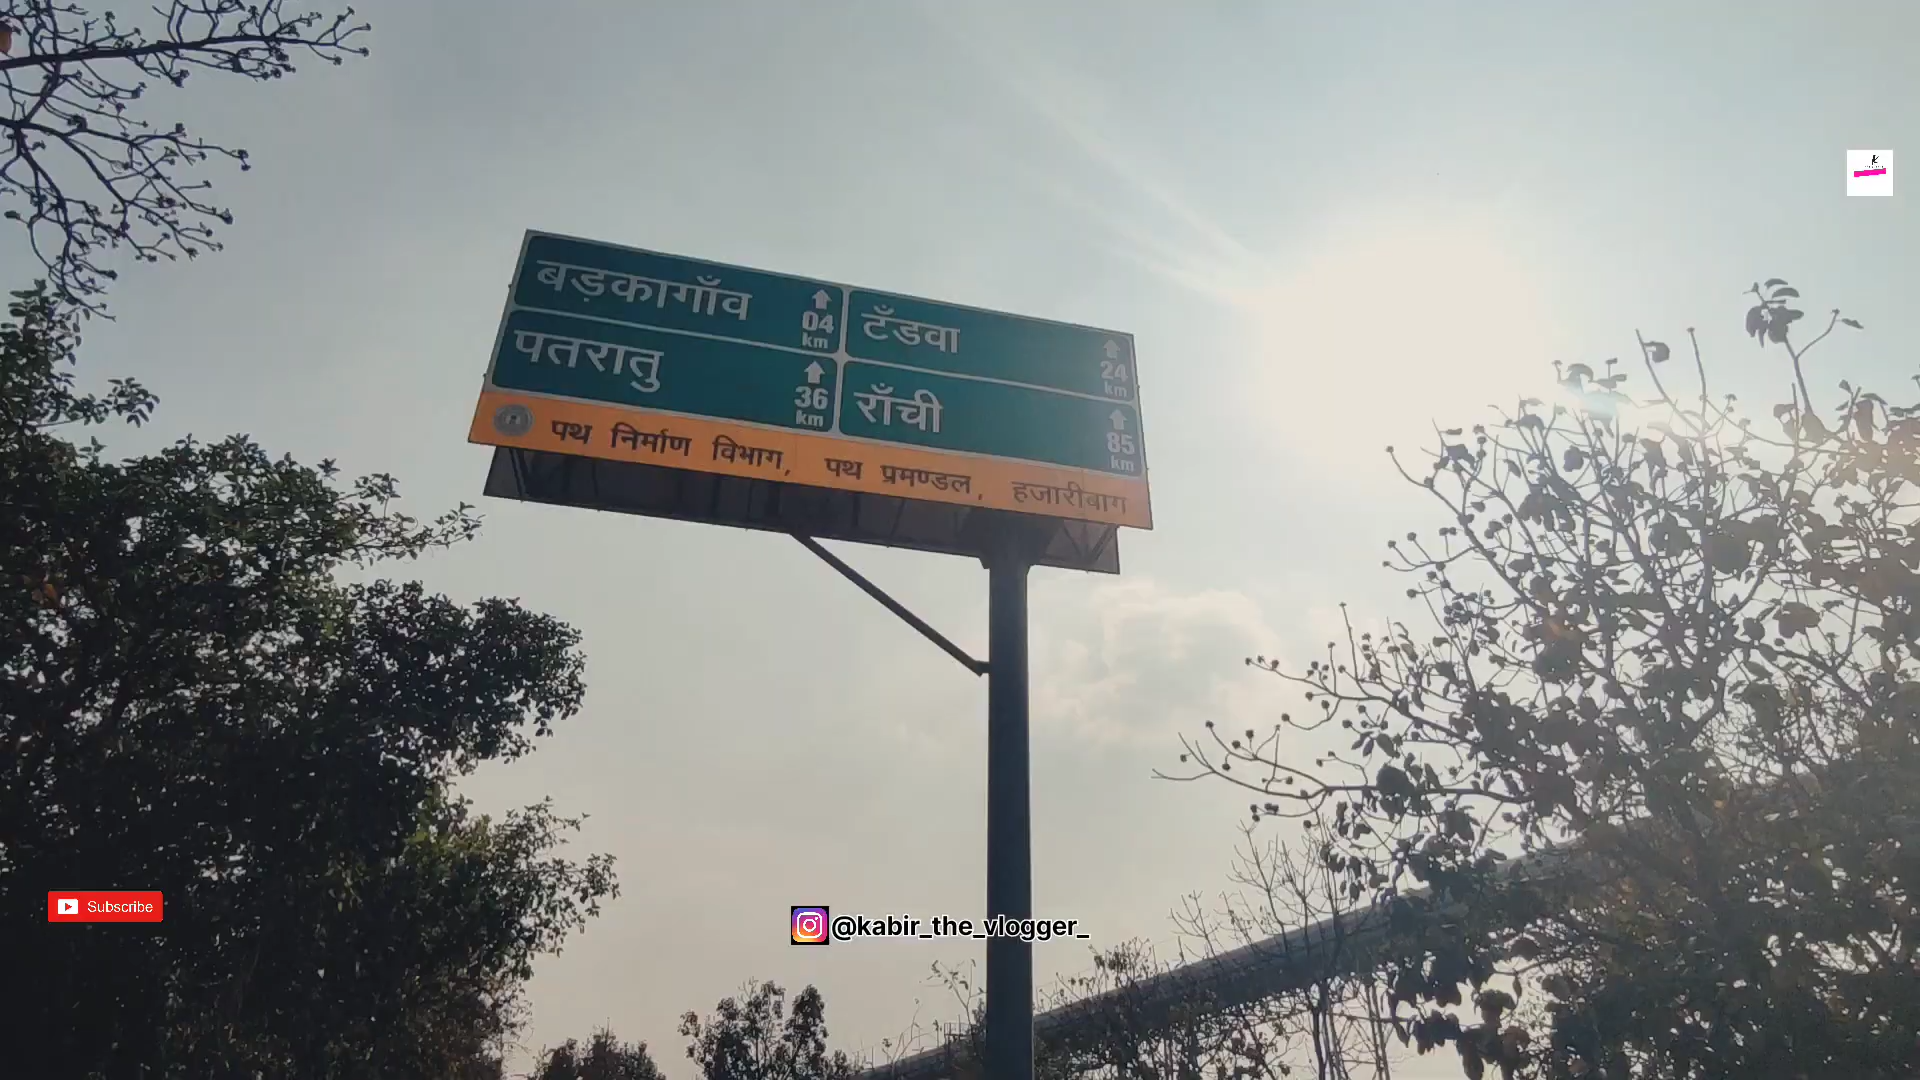 बड़कागाँव
04
km
टँडवा
24
km
पतरातु
36
km
राँची
85
km
पथ निर्माण विभाग, पथ प्रमण्डल, हजारीबाग
Subscribe
@kabir_the_vlogger_